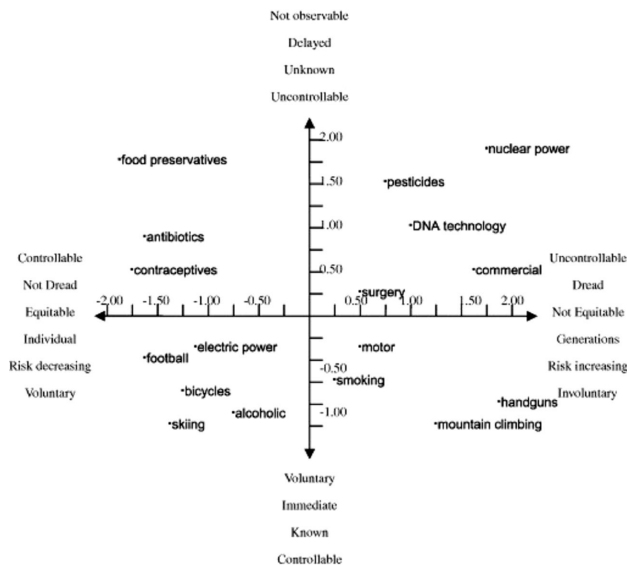 Not observable
Delayed
Unknown
Uncontrollable
2.00
nuclear power
food preservatives
1.50
pesticides
1.00
DNA technology
antibiotics
Controllable
Uncontrollable
contraceptives
0.50
commercial
Not Dread
Dread
surgery
-2.00 -1.50 -1.00 -0.50 0.50 1.00 1.50 2.00
Equitable
Not Equitable
Individual
Generations
electric power
motor
football
Risk decreasing
Risk increasing
-0.50
smoking
Voluntary
Involuntary
bicycles
handguns
alcoholic
-1.00
skiing
mountain climbing
Voluntary
Immediate
Known
Controllable